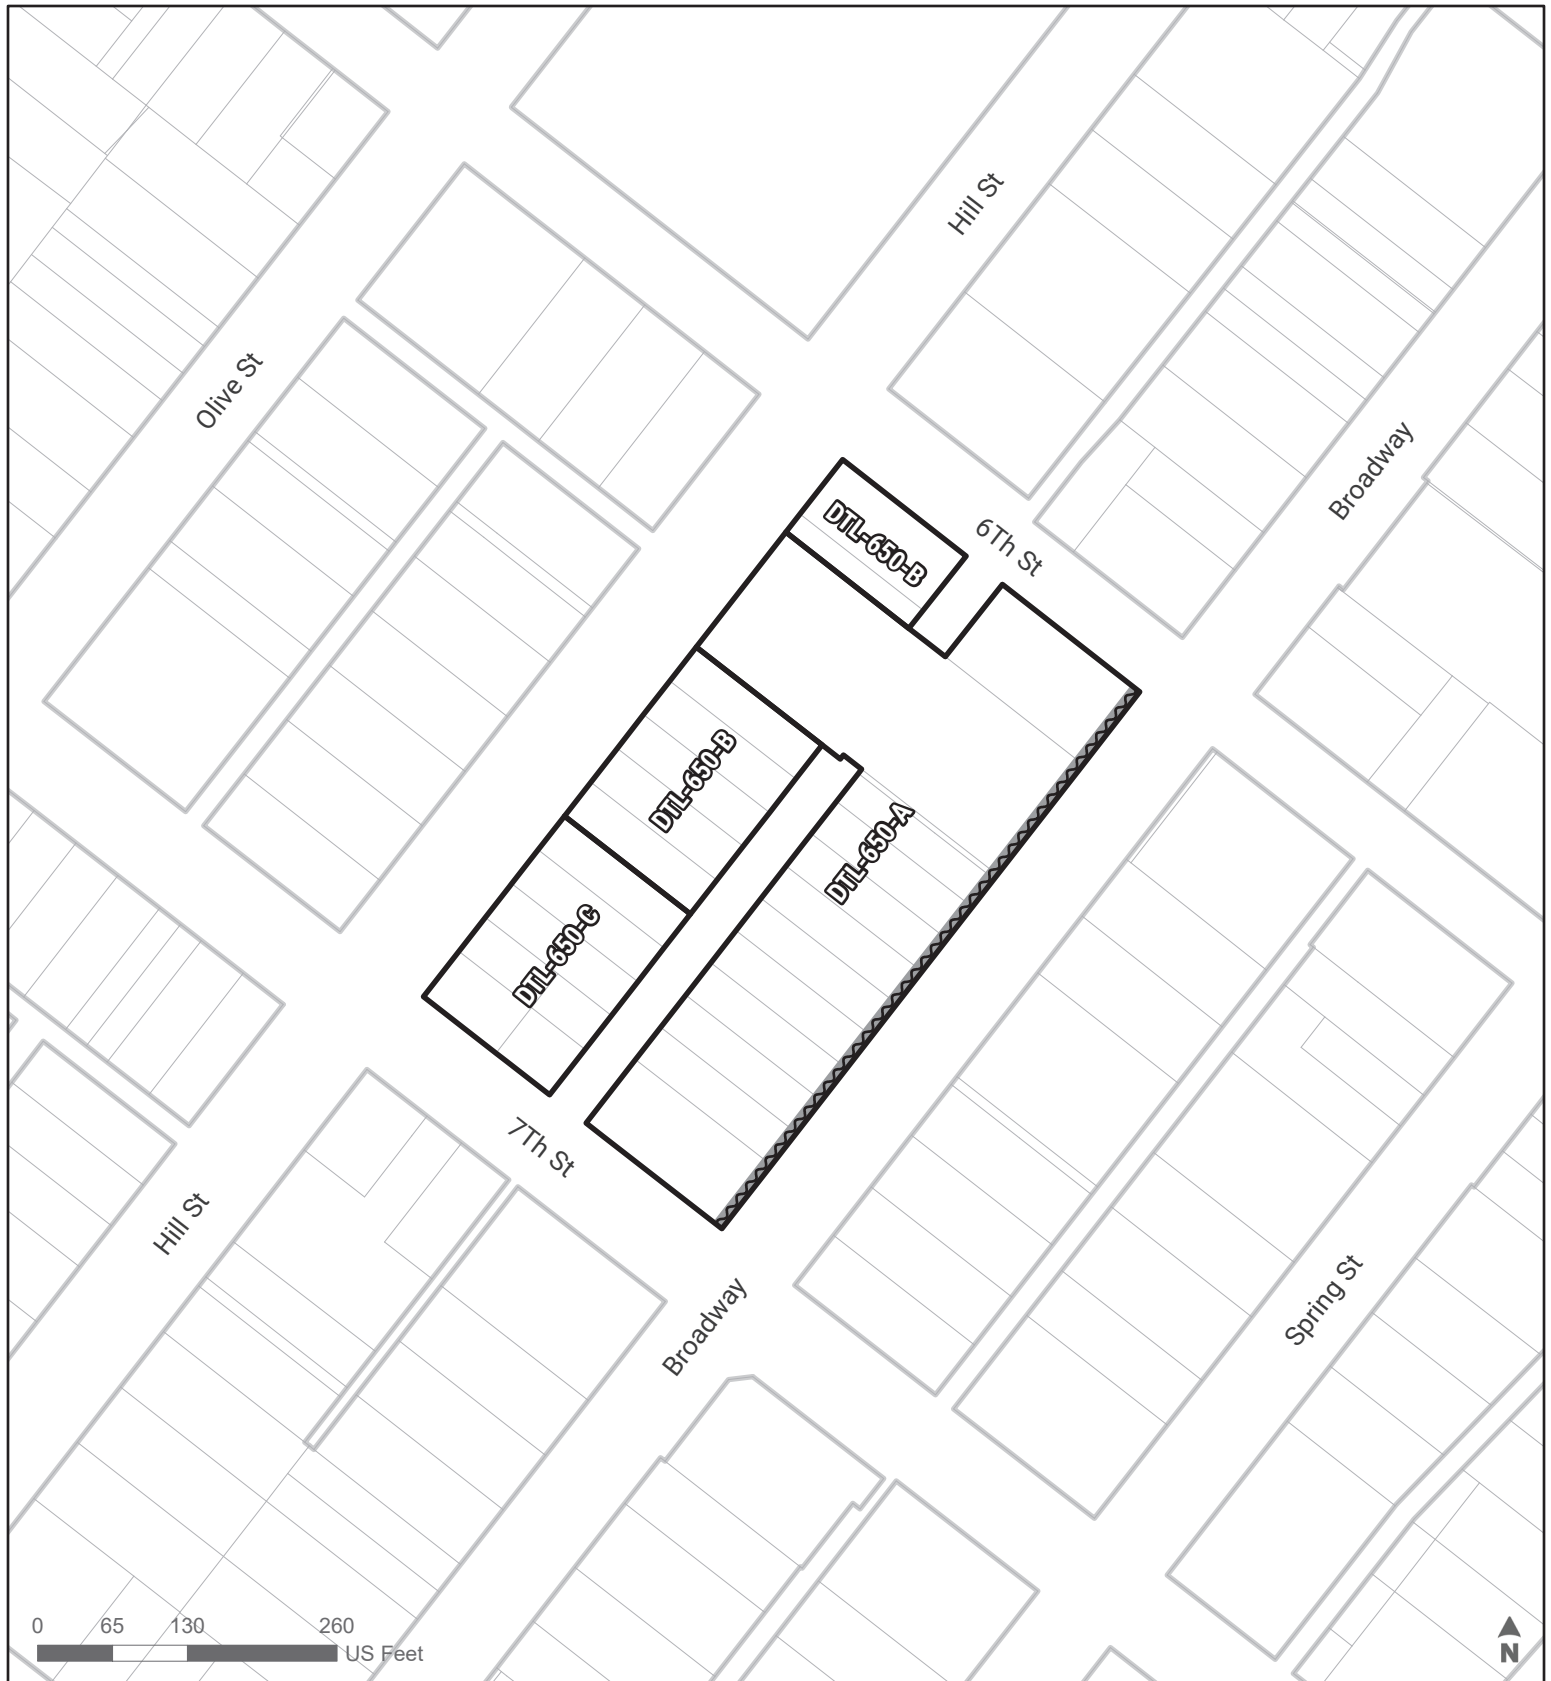 Hill St
Olive St
Broadway
6Th St
DTL-650-B
DTL-650-B
DTL-650-A
DTL-650-C
7Th St
Hill St
Broadway
Spring St
0 65 130 260
US Feet
N